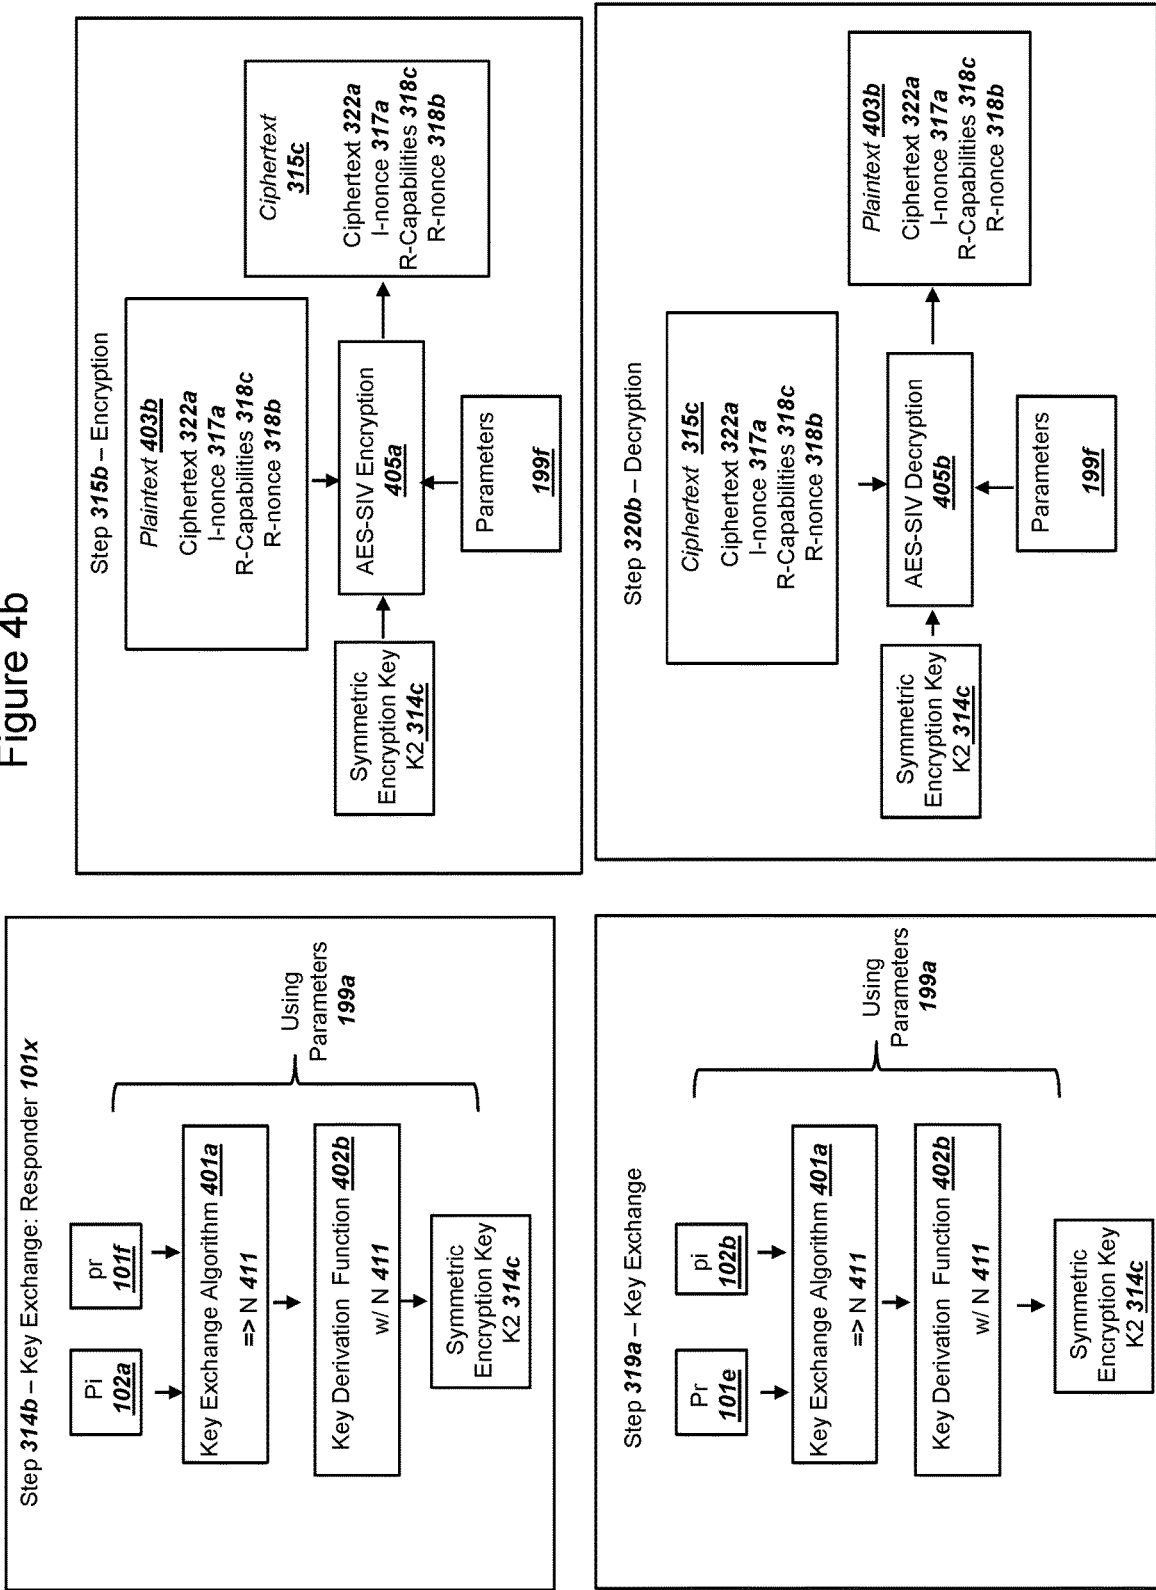 Figure 4b
Step 314b – Key Exchange: Responder 101x
Pi
102a
pr
101f
Key Exchange Algorithm 401a
=> N 411
Key Derivation Function 402b
w/ N 411
Symmetric
Encryption Key
K2 314c
Using
Parameters
199a
Step 315b – Encryption
Plaintext 403b
Ciphertext 322a
I-nonce 317a
R-Capabilities 318c
R-nonce 318b
Symmetric
Encryption Key
K2 314c
AES-SIV Encryption
405a
Parameters
199f
Ciphertext
315c
Ciphertext 322a
I-nonce 317a
R-Capabilities 318c
R-nonce 318b
Step 319a – Key Exchange
Pr
101e
pi
102b
Key Exchange Algorithm 401a
=> N 411
Key Derivation Function 402b
w/ N 411
Symmetric
Encryption Key
K2 314c
Using
Parameters
199a
Step 320b – Decryption
Ciphertext 315c
Ciphertext 322a
I-nonce 317a
R-Capabilities 318c
R-nonce 318b
Symmetric
Encryption Key
K2 314c
AES-SIV Decryption
405b
Parameters
199f
Plaintext 403b
Ciphertext 322a
I-nonce 317a
R-Capabilities 318c
R-nonce 318b